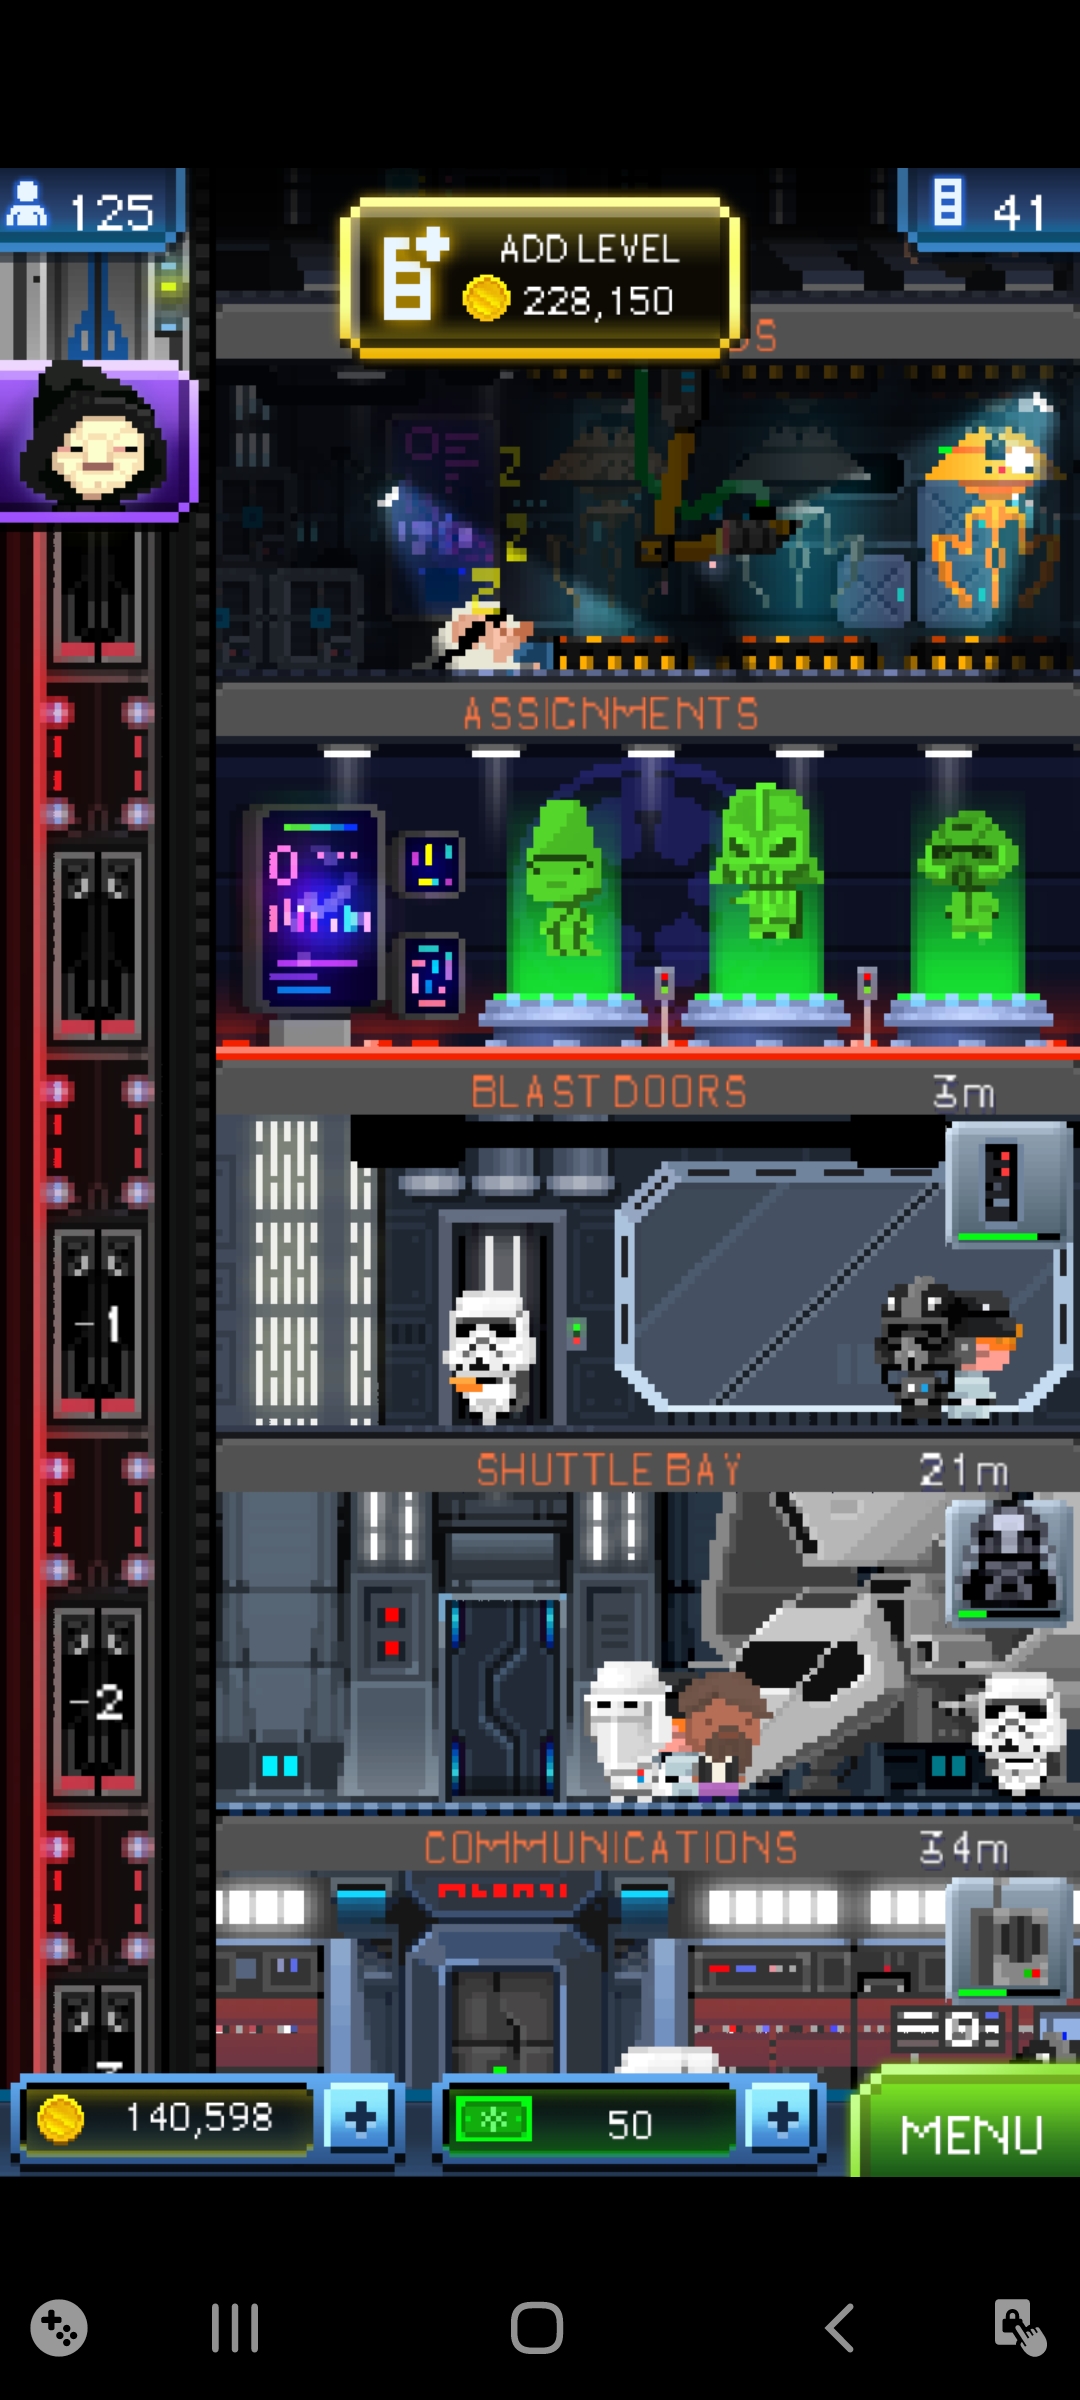 125
ADD LEVEL
228,150
41
ASSIGNMENTS
BLAST DOORS
3m
-1
SHUTTLE BAY
21m
-2
COMMUNICATIONS
34m
140,598
50
MENU